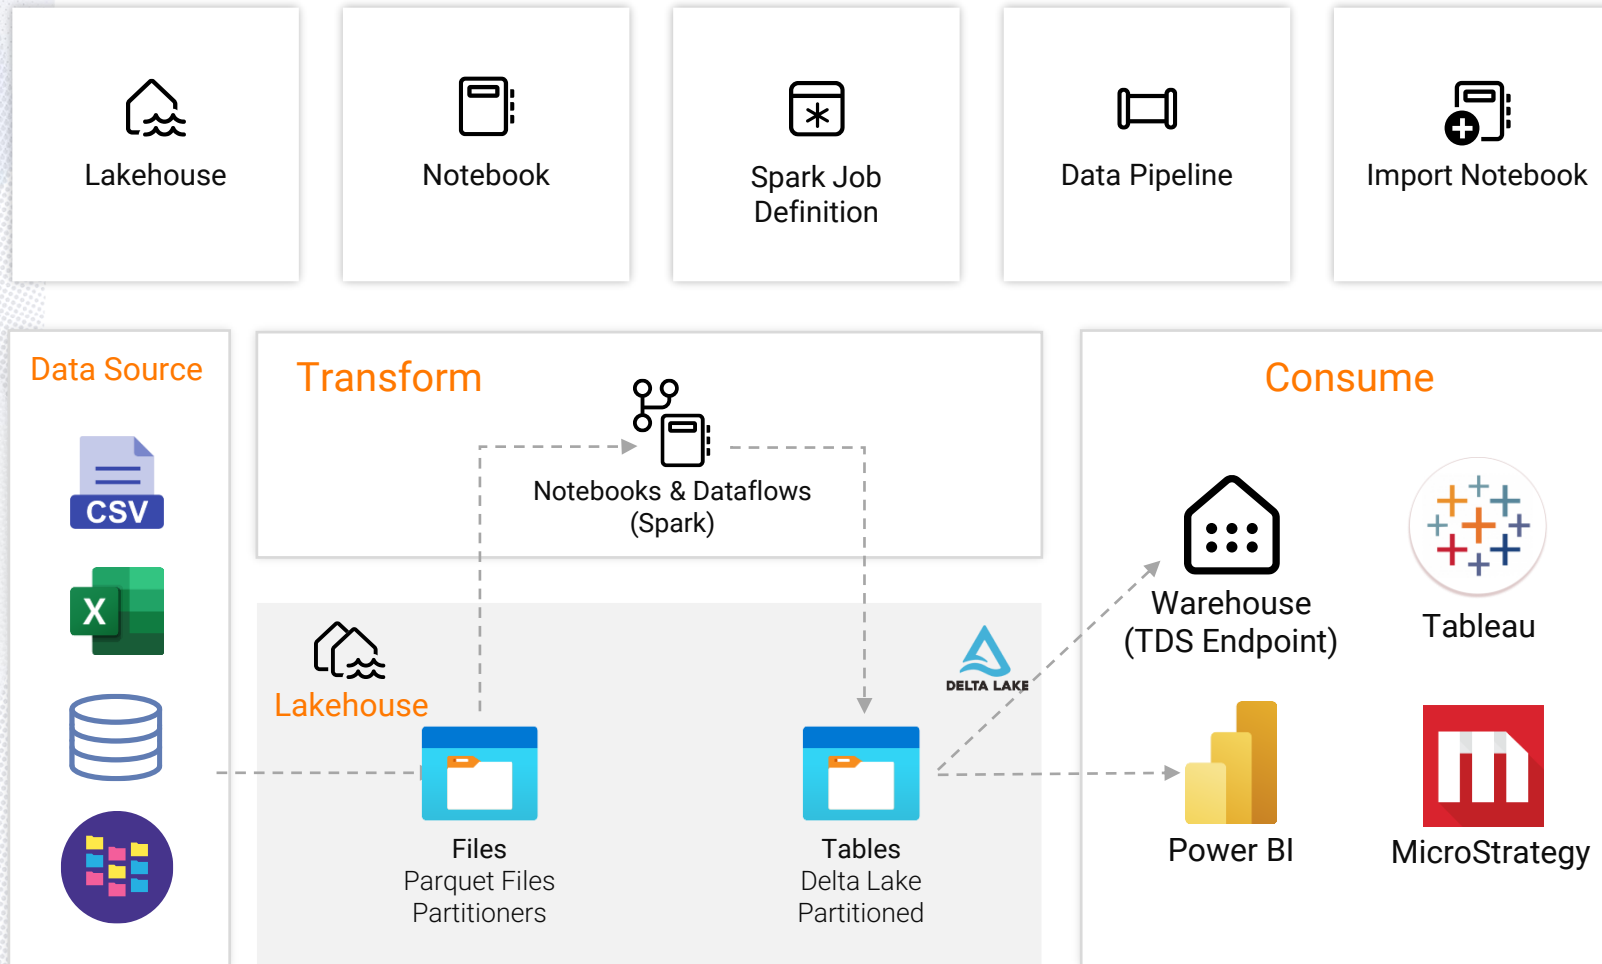 Lakehouse
Notebook
Spark Job
Definition
Data Pipeline
Import Notebook
Data Source
CSV
X
Transform
Notebooks & Dataflows
(Spark)
Lakehouse
DELTA LAKE
Files
Parquet Files
Partitioners
Tables
Delta Lake
Partitioned
Consume
Warehouse
(TDS Endpoint)
Tableau
Power BI
MicroStrategy